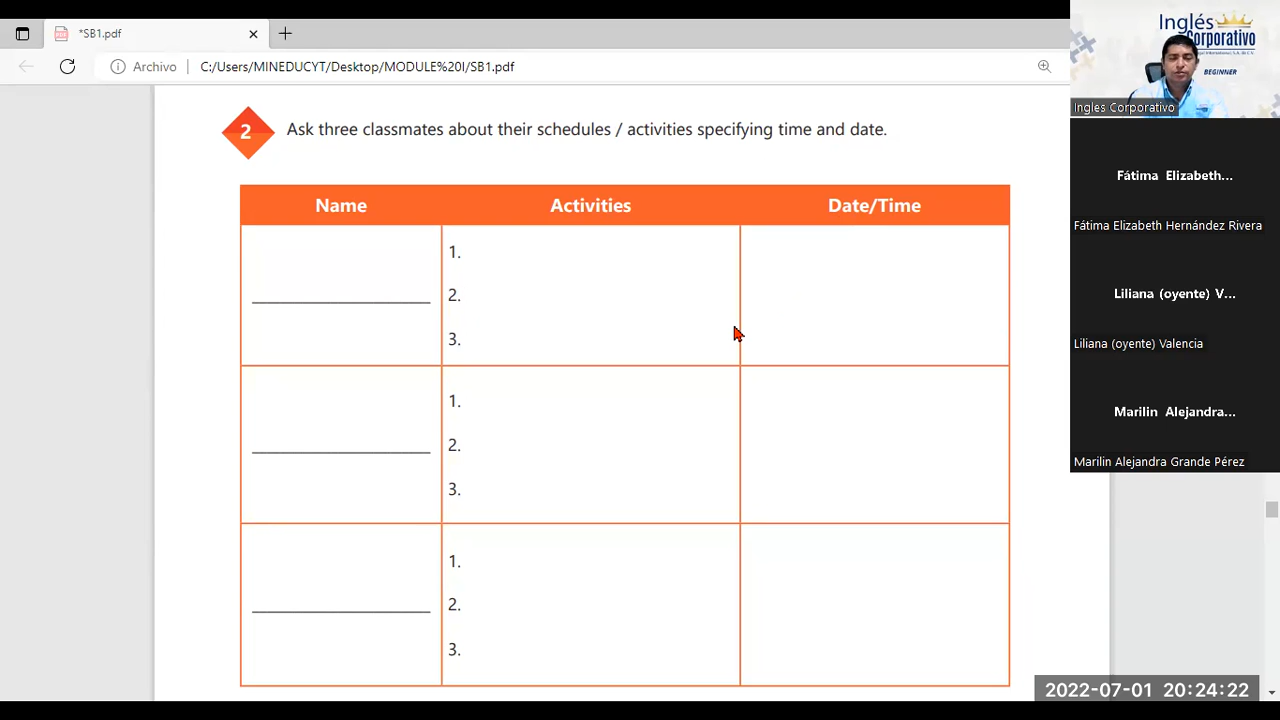 *SB1.pdf
Archivo
C:/Users/MINEDUCYT/Desktop/MODULE%20I/SB1.pdf
2 Ask three classmates about their schedules / activities specifying time and date.
Name Activities Date/Time
1.
2.
3.
1.
2.
3.
1.
2.
3.
Inglés
Corporativo
BEGINNER
Ingles Corporativo
Fátima Elizabeth...
Fátima Elizabeth Hernández Rivera
Liliana (oyente) V...
Liliana (oyente) Valencia
Marilin Alejandra...
Marilin Alejandra Grande Pérez
2022-07-01 20:24:22